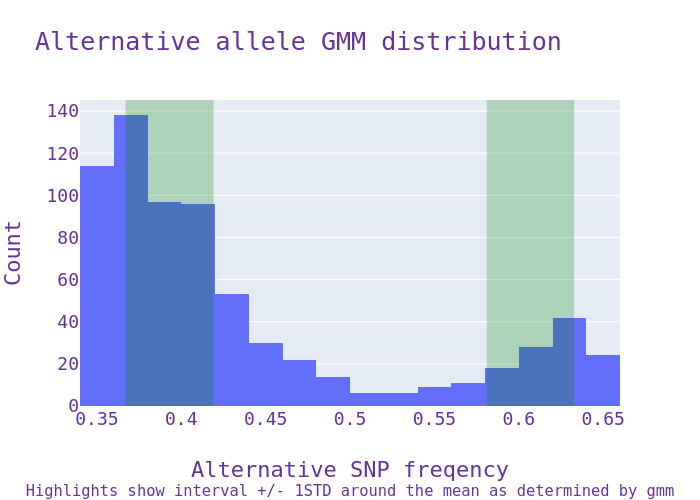 Alternative allele GMM distribution
140
120
100
80
60
40
20
0
Count
0.35 0.4 0.45 0.5 0.55 0.6 0.65
Alternative SNP freqency
Highlights show interval +/- 1STD around the mean as determined by gmm